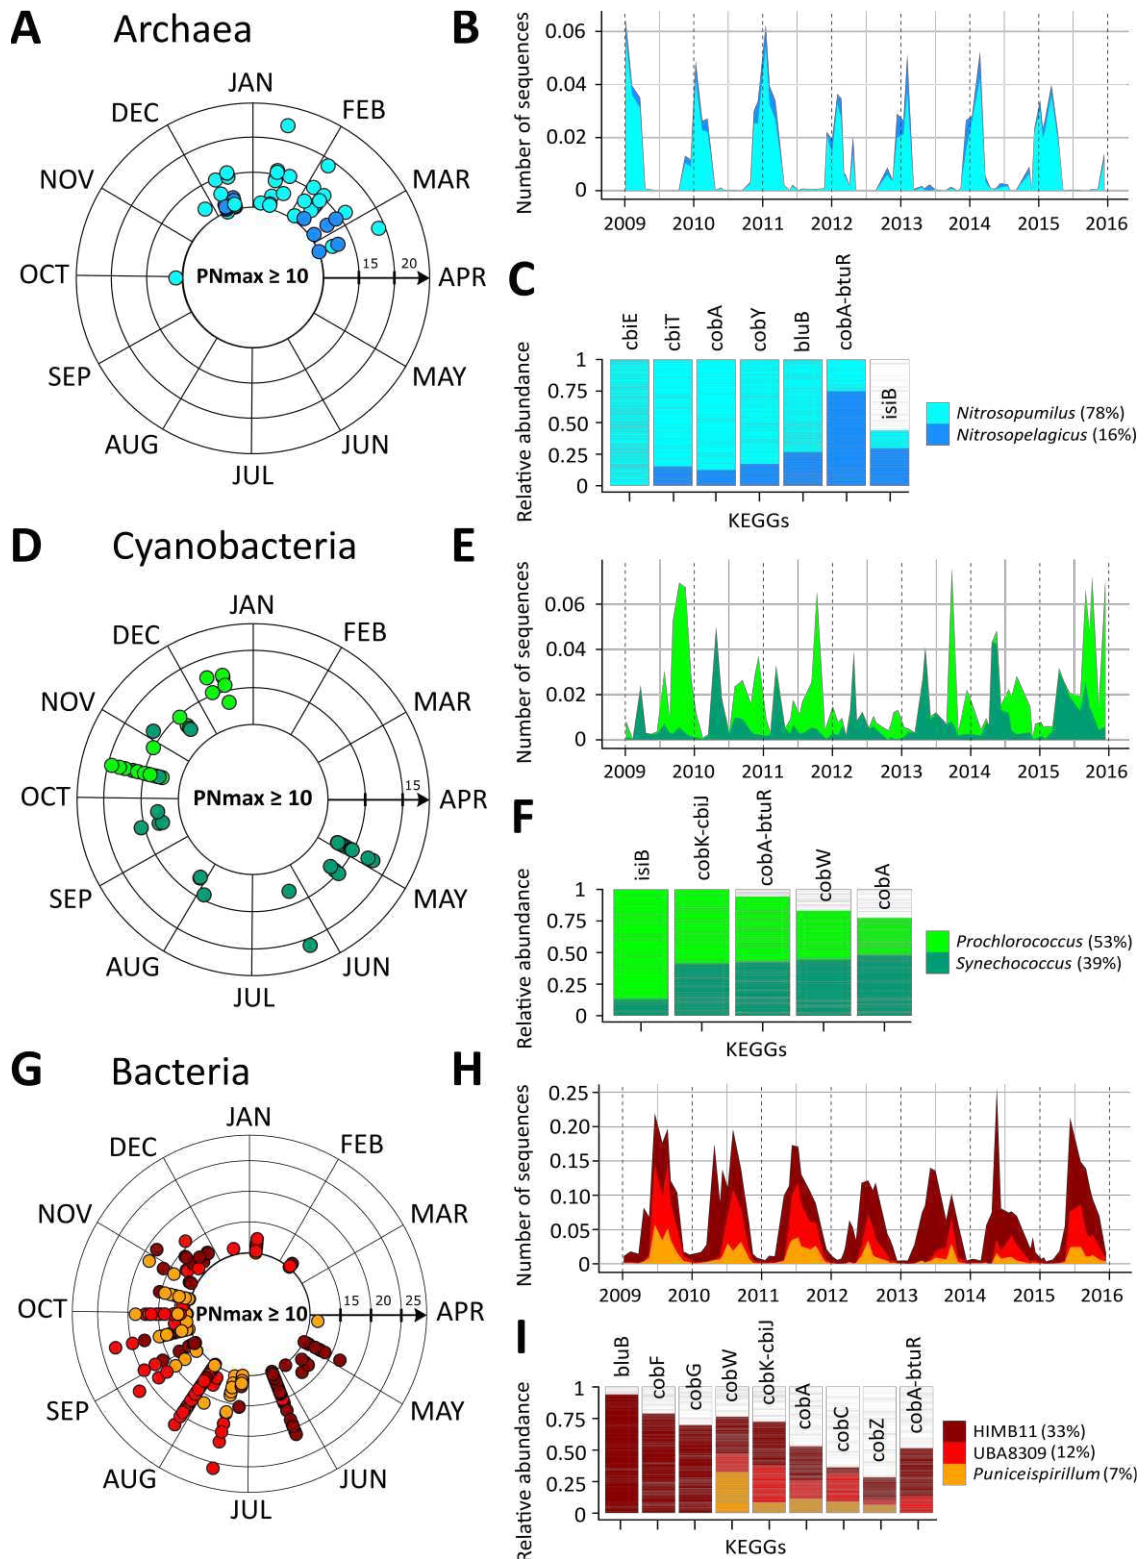 A Archaea
JAN
FEB
MAR
APR
MAY
JUN
JUL
AUG
SEP
OCT
NOV
DEC
PNmax ≥ 10
15 20
B
Number of sequences
0.06
0.04
0.02
0
2009 2010 2011 2012 2013 2014 2015 2016
C
cbiE cbiT cobA cobY bluB cobA-btuR isiB
Relative abundance
1
0.75
0.50
0.25
0
KEGGs
Nitrosopumilus (78%)
Nitrosopelagicus (16%)
D Cyanobacteria
JAN
FEB
MAR
APR
MAY
JUN
JUL
AUG
SEP
OCT
NOV
DEC
PNmax ≥ 10
15
E
Number of sequences
0.06
0.04
0.02
0
2009 2010 2011 2012 2013 2014 2015 2016
F
isiB cobK-cbiJ cobA-btuR cobW cobA
Relative abundance
1
0.75
0.50
0.25
0
KEGGs
Prochlorococcus (53%)
Synechococcus (39%)
G Bacteria
JAN
FEB
MAR
APR
MAY
JUN
JUL
AUG
SEP
OCT
NOV
DEC
PNmax ≥ 10
15 20 25
H
Number of sequences
0.25
0.20
0.15
0.10
0.05
0
2009 2010 2011 2012 2013 2014 2015 2016
I
bluB cobF cobG cobW cobK-cbiJ cobA cobC cobZ cobA-btuR
Relative abundance
1
0.75
0.50
0.25
0
KEGGs
HIMB11 (33%)
UBA8309 (12%)
Puniceispirillum (7%)